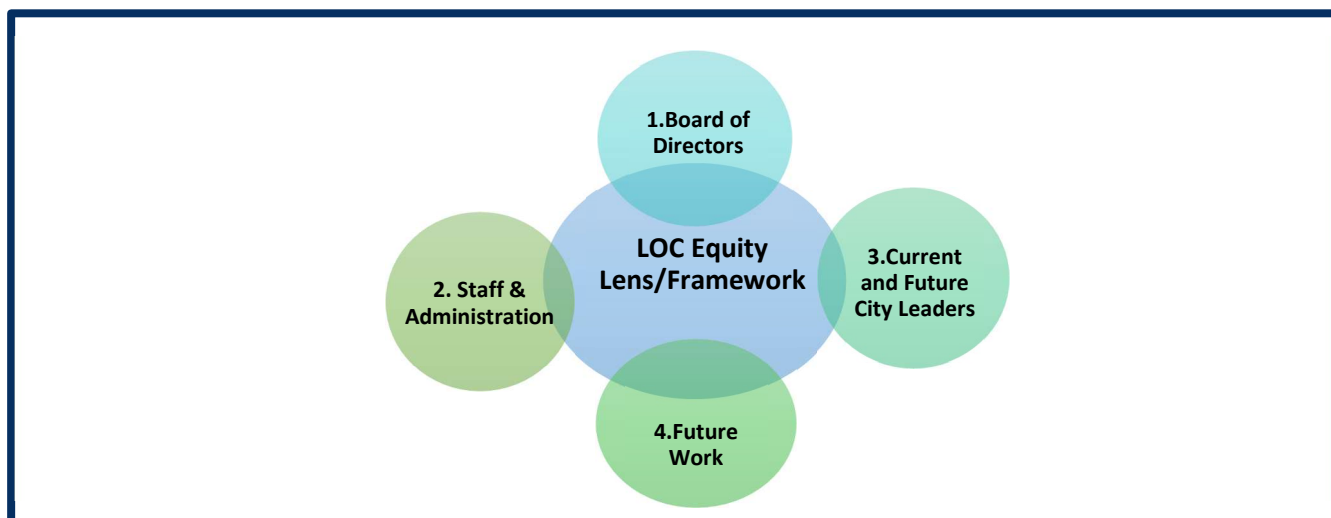 1.Board of
Directors
LOC Equity
Lens/Framework
2. Staff &
Administration
3.Current
and Future
City Leaders
4.Future
Work